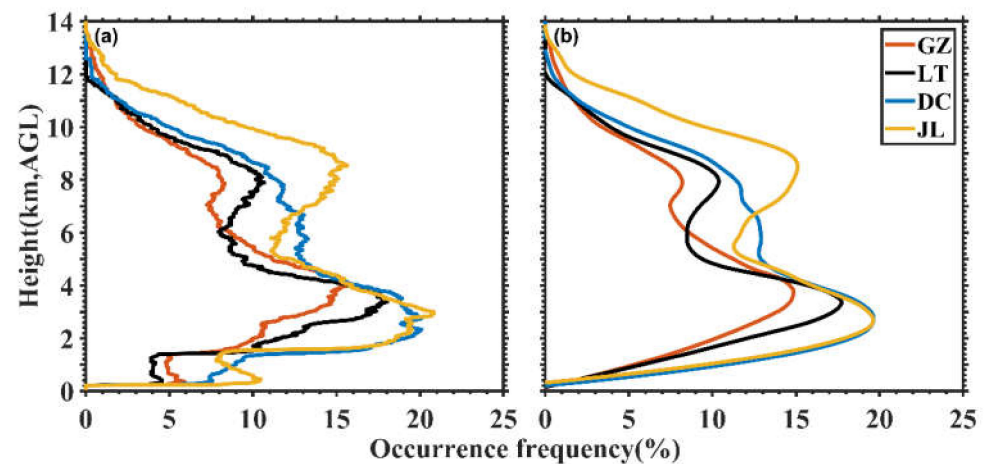 (a)
(b)
GZ
LT
DC
JL
14
12
10
8
6
4
2
0
Height(km,AGL)
0 5 10 15 20 25 0 5 10 15 20 25
Occurrence frequency(%)